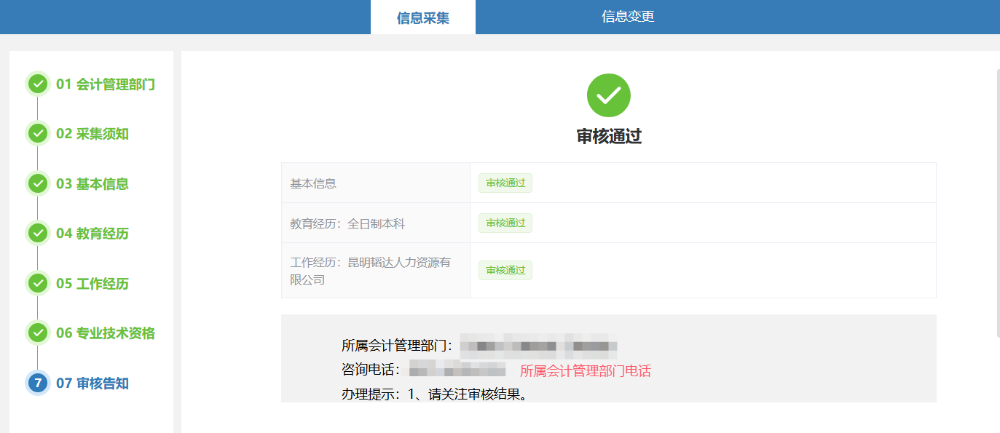 信息采集
信息变更
01 会计管理部门
02 采集须知
03 基本信息
04 教育经历
05 工作经历
06 专业技术资格
7 07 审核告知
审核通过
基本信息
审核通过
教育经历：全日制本科
审核通过
工作经历：昆明韬达人力资源有
限公司
审核通过
所属会计管理部门：
咨询电话：
所属会计管理部门电话
办理提示：1、请关注审核结果。